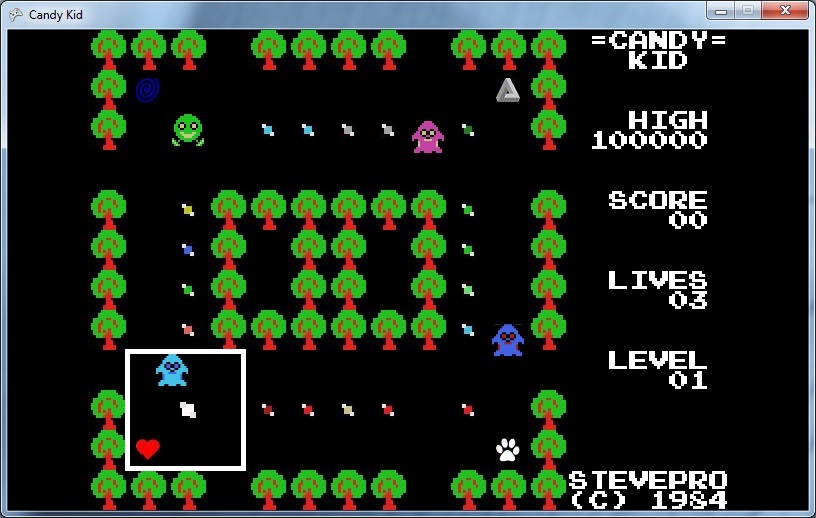 Candy Kid
=CANDY=
KID
HIGH
100000
SCORE
00
LIVES
03
LEVEL
01
STEVEPRO
(C) 1984